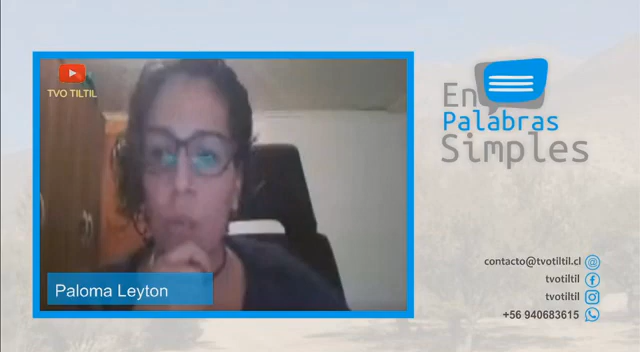 TVO TILTIL
Paloma Leyton
En
Palabras
Simples
contacto@tvotiltil.cl
tvotiltil
tvotiltil
+56 940683615